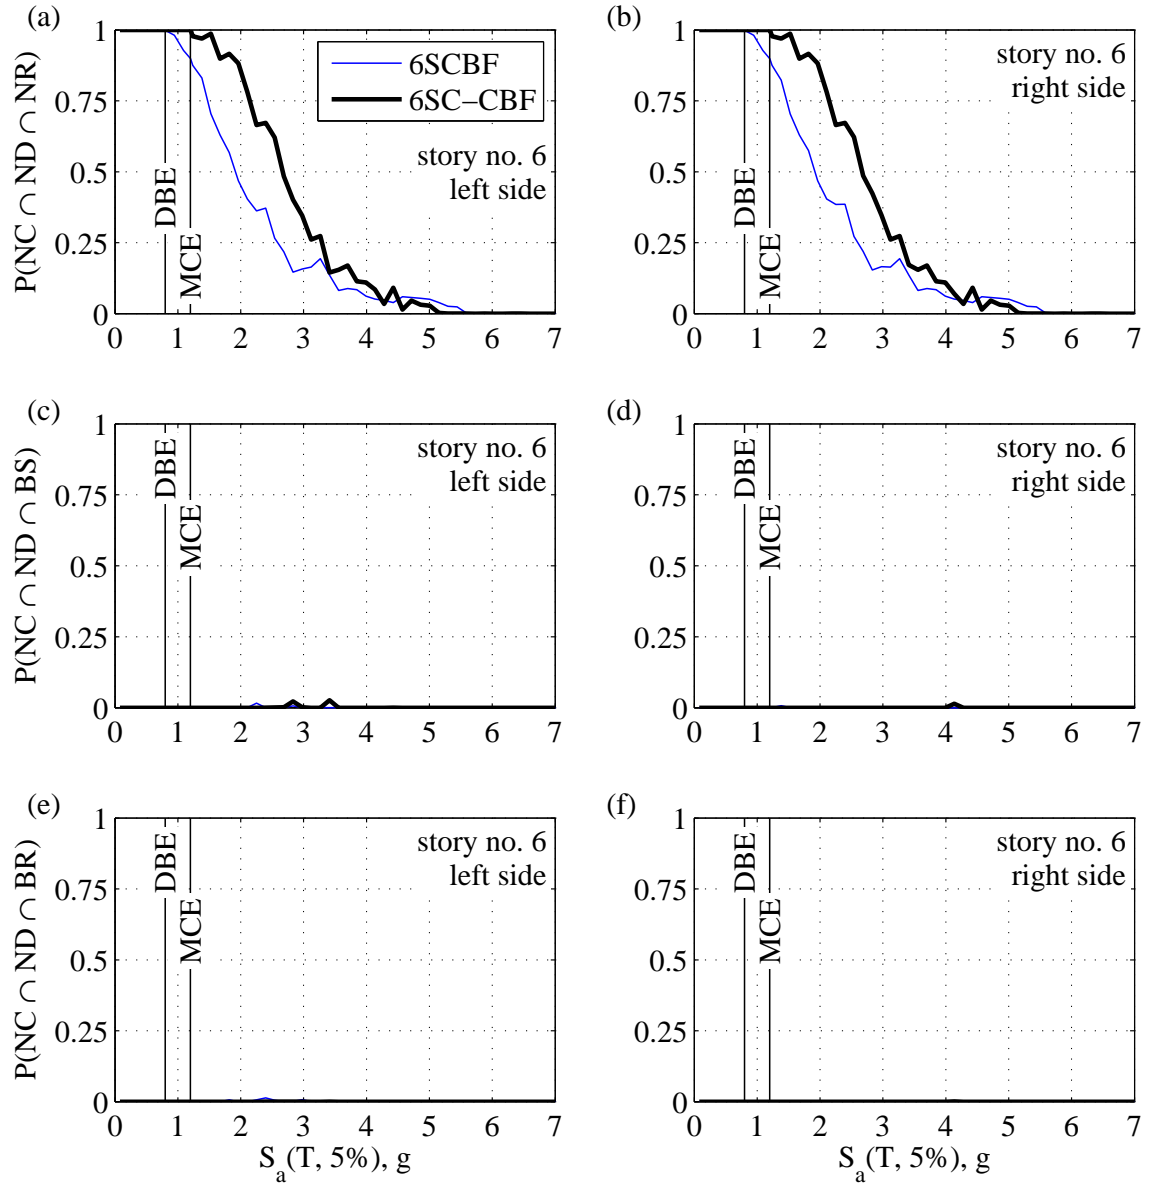 (a)
P(NC ∩ ND ∩ NR)
1
0.75
0.5
0.25
0
0 1 2 3 4 5 6 7
DBE
MCE
6SCBF
6SC−CBF
story no. 6
left side
(b)
1
0.75
0.5
0.25
0
0 1 2 3 4 5 6 7
DBE
MCE
story no. 6
right side
(c)
P(NC ∩ ND ∩ BS)
1
0.75
0.5
0.25
0
0 1 2 3 4 5 6 7
DBE
MCE
story no. 6
left side
(d)
1
0.75
0.5
0.25
0
0 1 2 3 4 5 6 7
DBE
MCE
story no. 6
right side
(e)
P(NC ∩ ND ∩ BR)
1
0.75
0.5
0.25
0
0 1 2 3 4 5 6 7
DBE
MCE
story no. 6
left side
Sa(T, 5%), g
(f)
1
0.75
0.5
0.25
0
0 1 2 3 4 5 6 7
DBE
MCE
story no. 6
right side
Sa(T, 5%), g